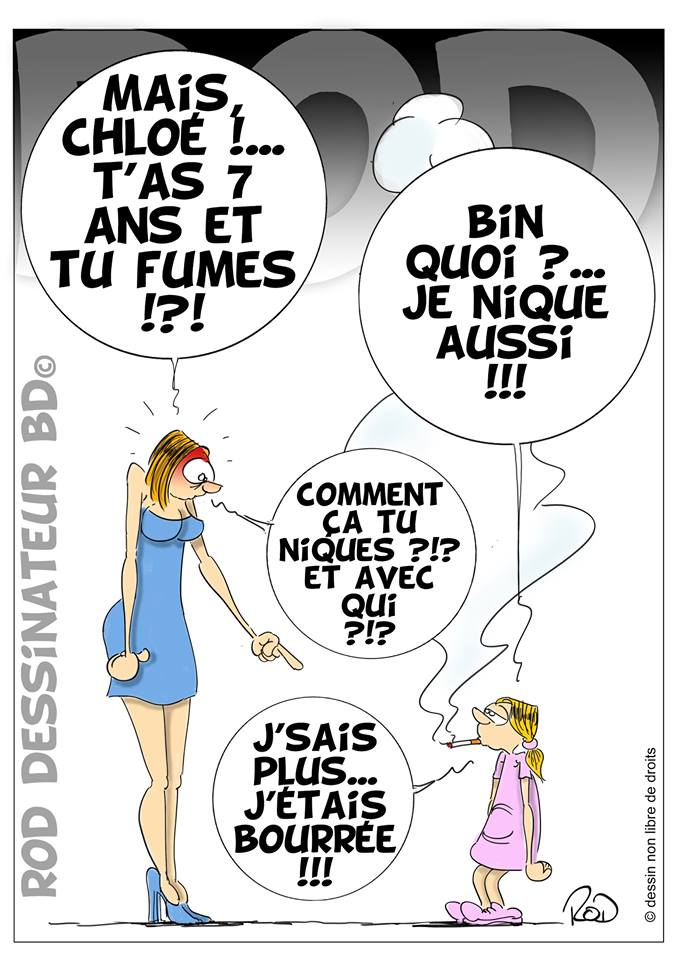 ROD
MAIS,
CHLOÉ !...
T'AS 7
ANS ET
TU FUMES
!?!
BIN
QUOI ?...
JE NIQUE
AUSSI
!!!
COMMENT
ÇA TU
NIQUES ?!?
ET AVEC
QUI
?!?
J'SAIS
PLUS...
J'ÉTAIS
BOURRÉE
!!!
ROD DESSINATEUR BD©
© dessin non libre de droits
ROD